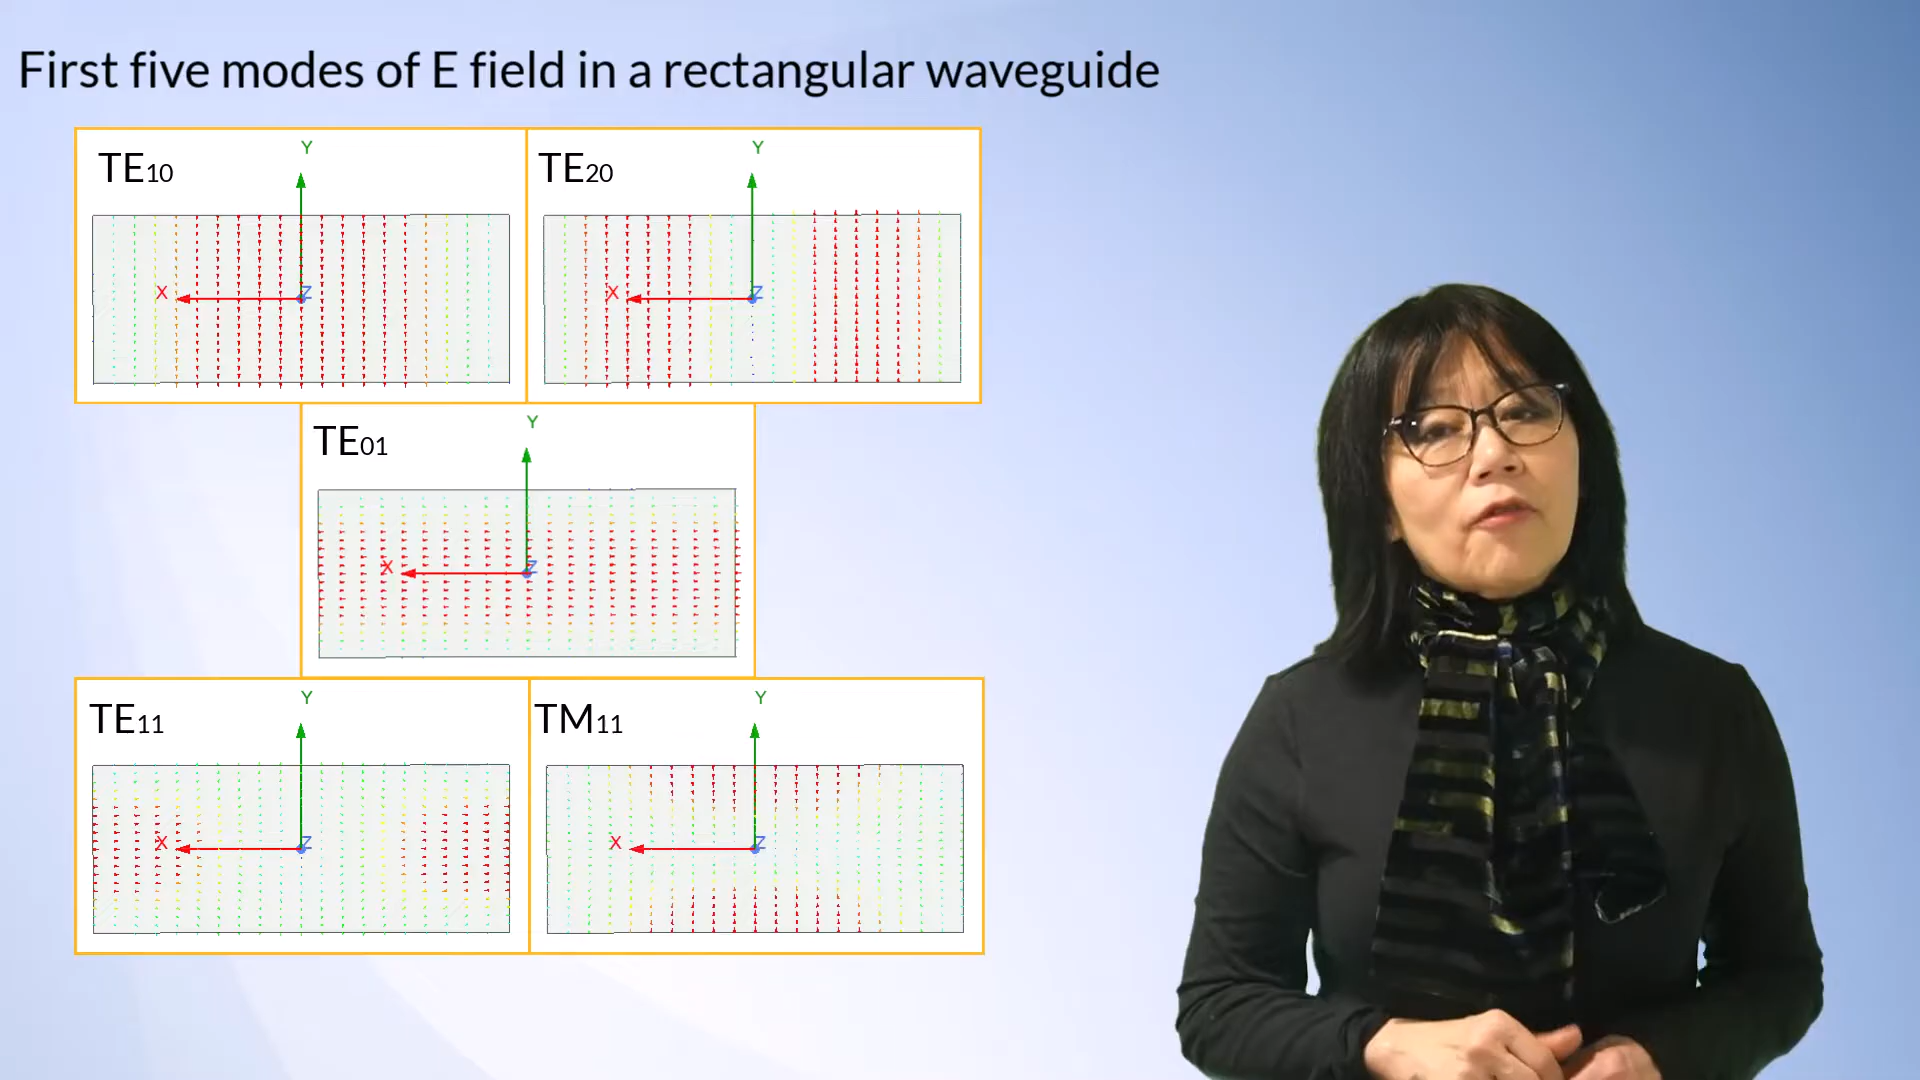 First five modes of E field in a rectangular waveguide
TE10
Y
X
Z
TE20
Y
X
Z
TE01
Y
X
Z
TE11
Y
X
Z
TM11
Y
X
Z